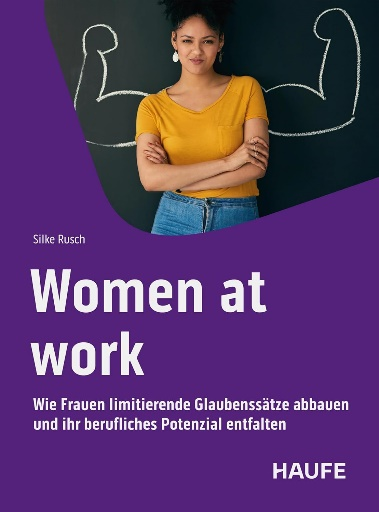 Silke Rusch
Women at
work
Wie Frauen limitierende Glaubenssätze abbauen
und ihr berufliches Potenzial entfalten
HAUFE